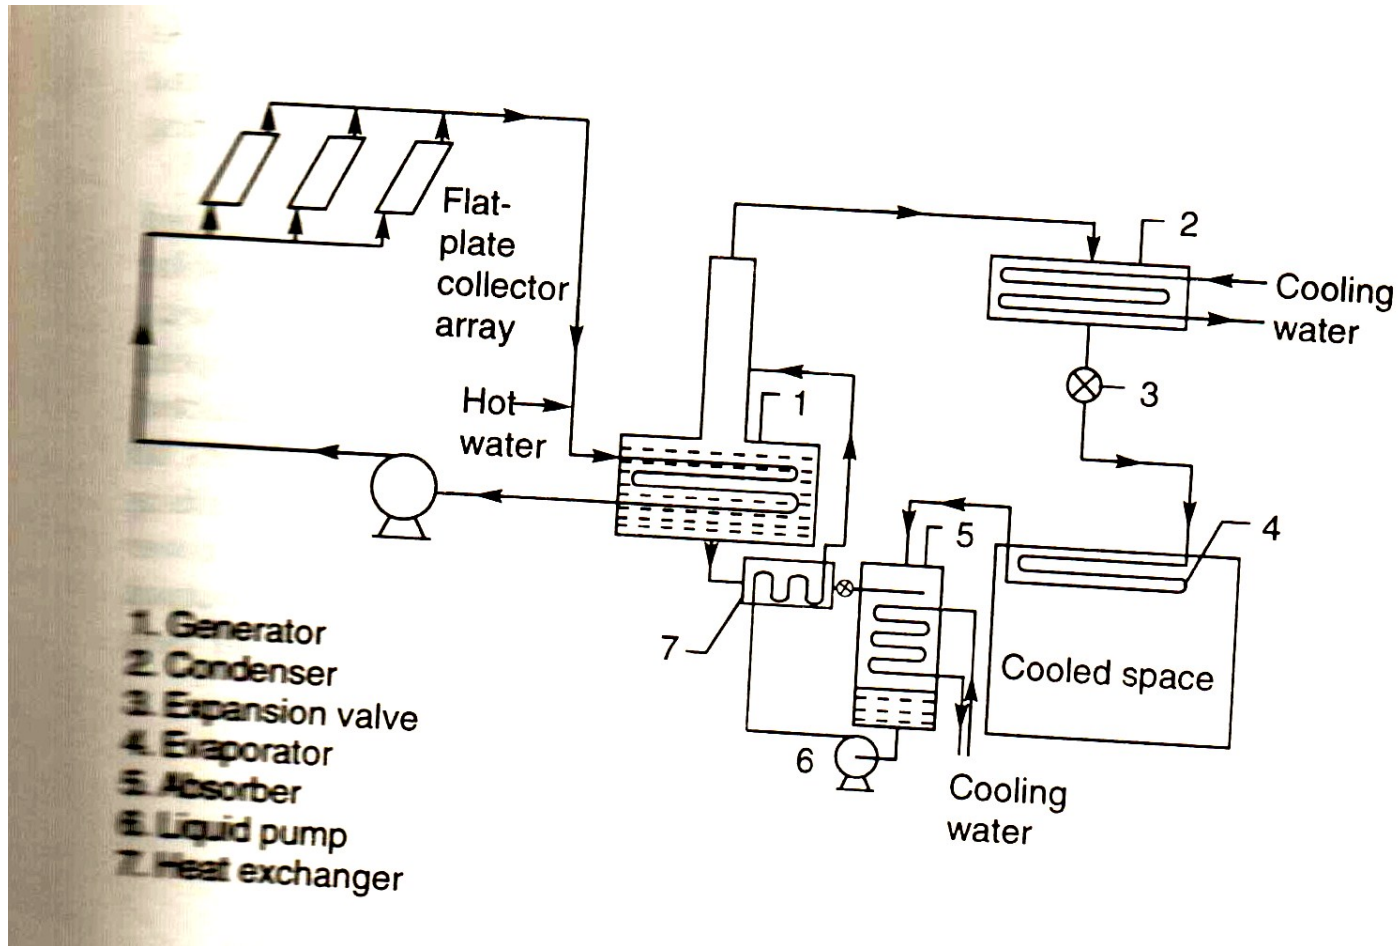 Flat-
plate
collector
array
2
Cooling
water
3
Hot
water
1
4
5
7
Cooled space
6
Cooling
water
1. Generator
2. Condenser
3. Expansion valve
4. Evaporator
5. Absorber
6. Liquid pump
7. Heat exchanger